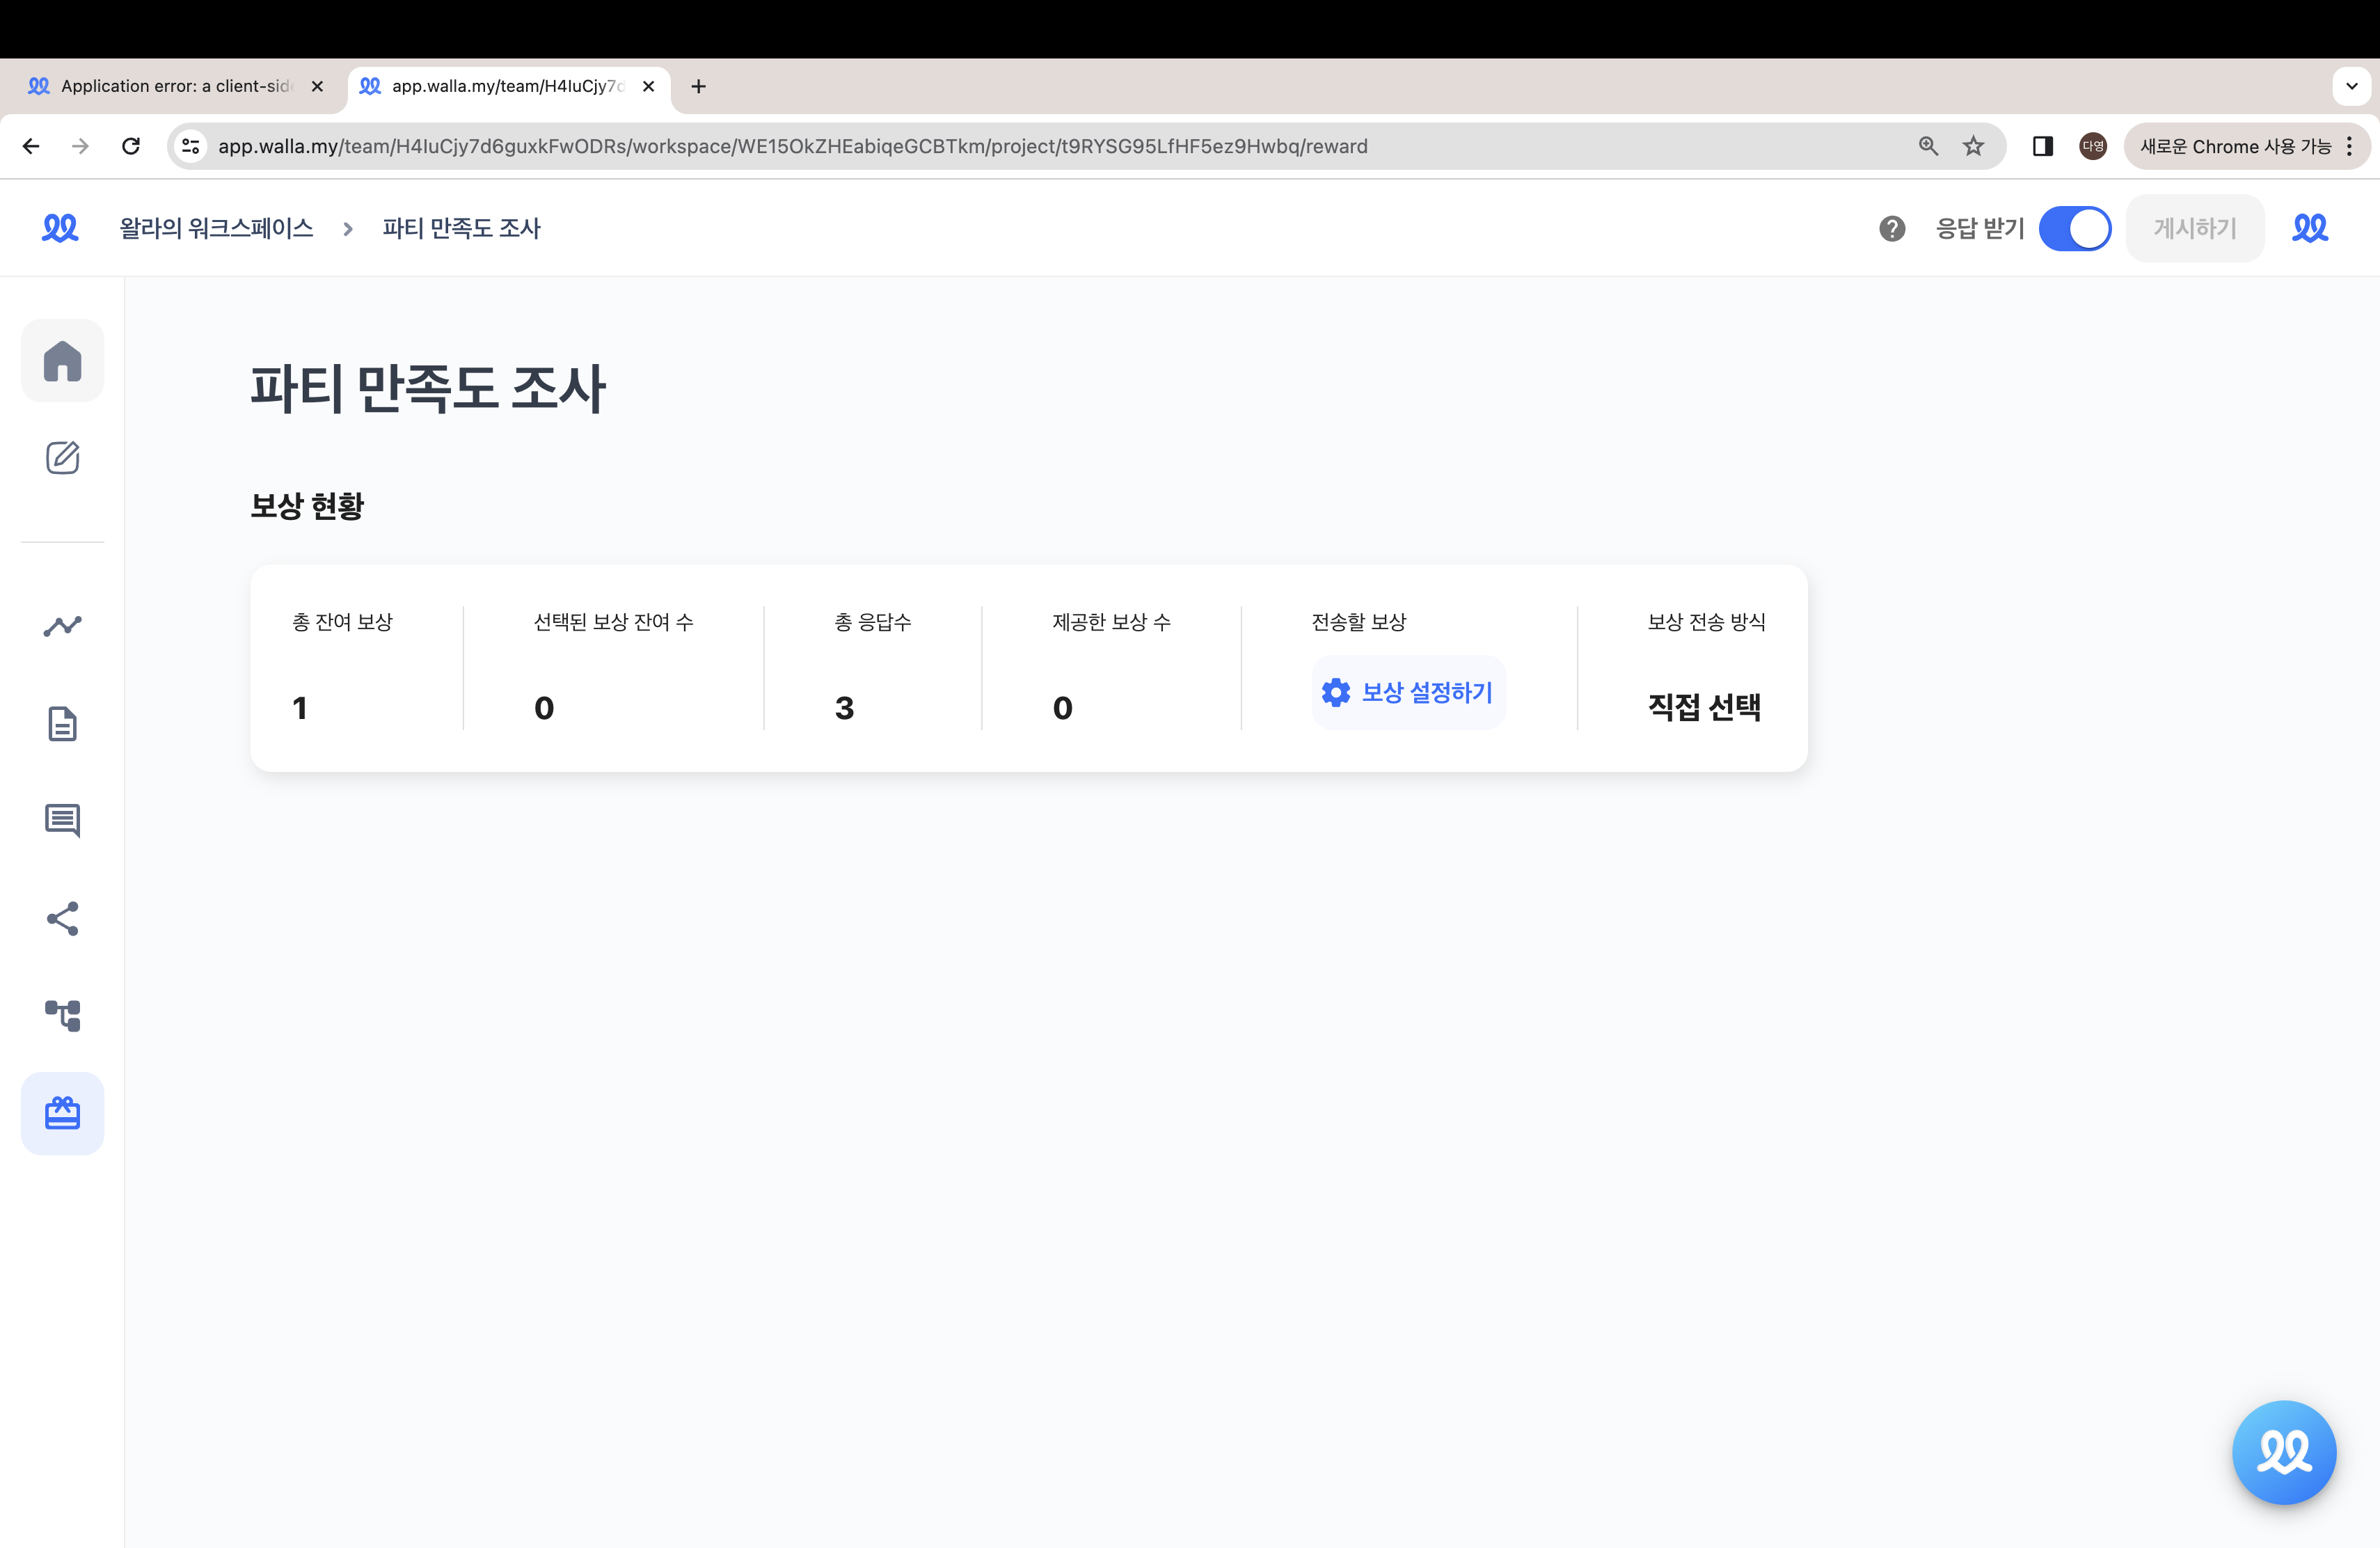 Application error: a client-side
app.walla.my/team/H4IuCjy7d
app.walla.my/team/H4IuCjy7d6guxkFwODRs/workspace/WE15OkZHEabiqeGCBTkm/project/t9RYSG95LfHF5ez9Hwbq/reward
다영
새로운 Chrome 사용 가능
왈라의 워크스페이스
파티 만족도 조사
응답 받기
게시하기
파티 만족도 조사
보상 현황
총 잔여 보상
선택된 보상 잔여 수
총 응답수
제공한 보상 수
전송할 보상
보상 전송 방식
1
0
3
0
보상 설정하기
직접 선택